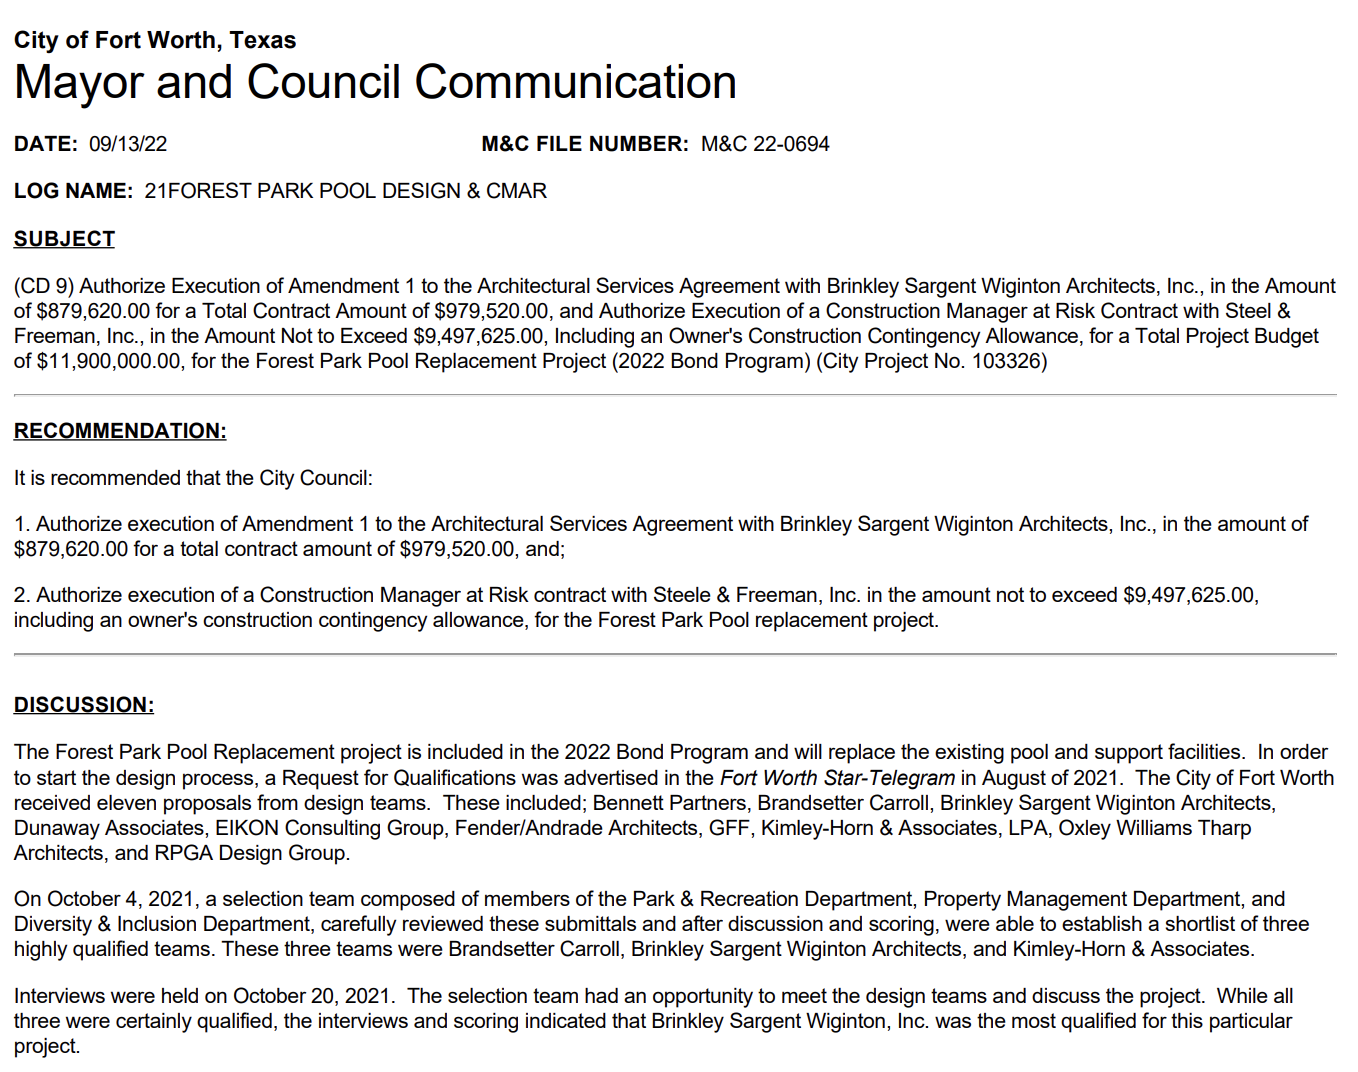 City of Fort Worth, Texas
Mayor and Council Communication
DATE: 09/13/22 M&C FILE NUMBER: M&C 22-0694
LOG NAME: 21FOREST PARK POOL DESIGN & CMAR
SUBJECT
(CD 9) Authorize Execution of Amendment 1 to the Architectural Services Agreement with Brinkley Sargent Wiginton Architects, Inc., in the Amount
of $879,620.00 for a Total Contract Amount of $979,520.00, and Authorize Execution of a Construction Manager at Risk Contract with Steel &
Freeman, Inc., in the Amount Not to Exceed $9,497,625.00, Including an Owner's Construction Contingency Allowance, for a Total Project Budget
of $11,900,000.00, for the Forest Park Pool Replacement Project (2022 Bond Program) (City Project No. 103326)
RECOMMENDATION:
It is recommended that the City Council:
1. Authorize execution of Amendment 1 to the Architectural Services Agreement with Brinkley Sargent Wiginton Architects, Inc., in the amount of
$879,620.00 for a total contract amount of $979,520.00, and;
2. Authorize execution of a Construction Manager at Risk contract with Steele & Freeman, Inc. in the amount not to exceed $9,497,625.00,
including an owner's construction contingency allowance, for the Forest Park Pool replacement project.
DISCUSSION:
The Forest Park Pool Replacement project is included in the 2022 Bond Program and will replace the existing pool and support facilities.  In order
to start the design process, a Request for Qualifications was advertised in the Fort Worth Star-Telegram in August of 2021.  The City of Fort Worth
received eleven proposals from design teams.  These included; Bennett Partners, Brandsetter Carroll, Brinkley Sargent Wiginton Architects,
Dunaway Associates, EIKON Consulting Group, Fender/Andrade Architects, GFF, Kimley-Horn & Associates, LPA, Oxley Williams Tharp
Architects, and RPGA Design Group.
On October 4, 2021, a selection team composed of members of the Park & Recreation Department, Property Management Department, and
Diversity & Inclusion Department, carefully reviewed these submittals and after discussion and scoring, were able to establish a shortlist of three
highly qualified teams. These three teams were Brandsetter Carroll, Brinkley Sargent Wiginton Architects, and Kimley-Horn & Associates.
Interviews were held on October 20, 2021.  The selection team had an opportunity to meet the design teams and discuss the project.  While all
three were certainly qualified, the interviews and scoring indicated that Brinkley Sargent Wiginton, Inc. was the most qualified for this particular
project.